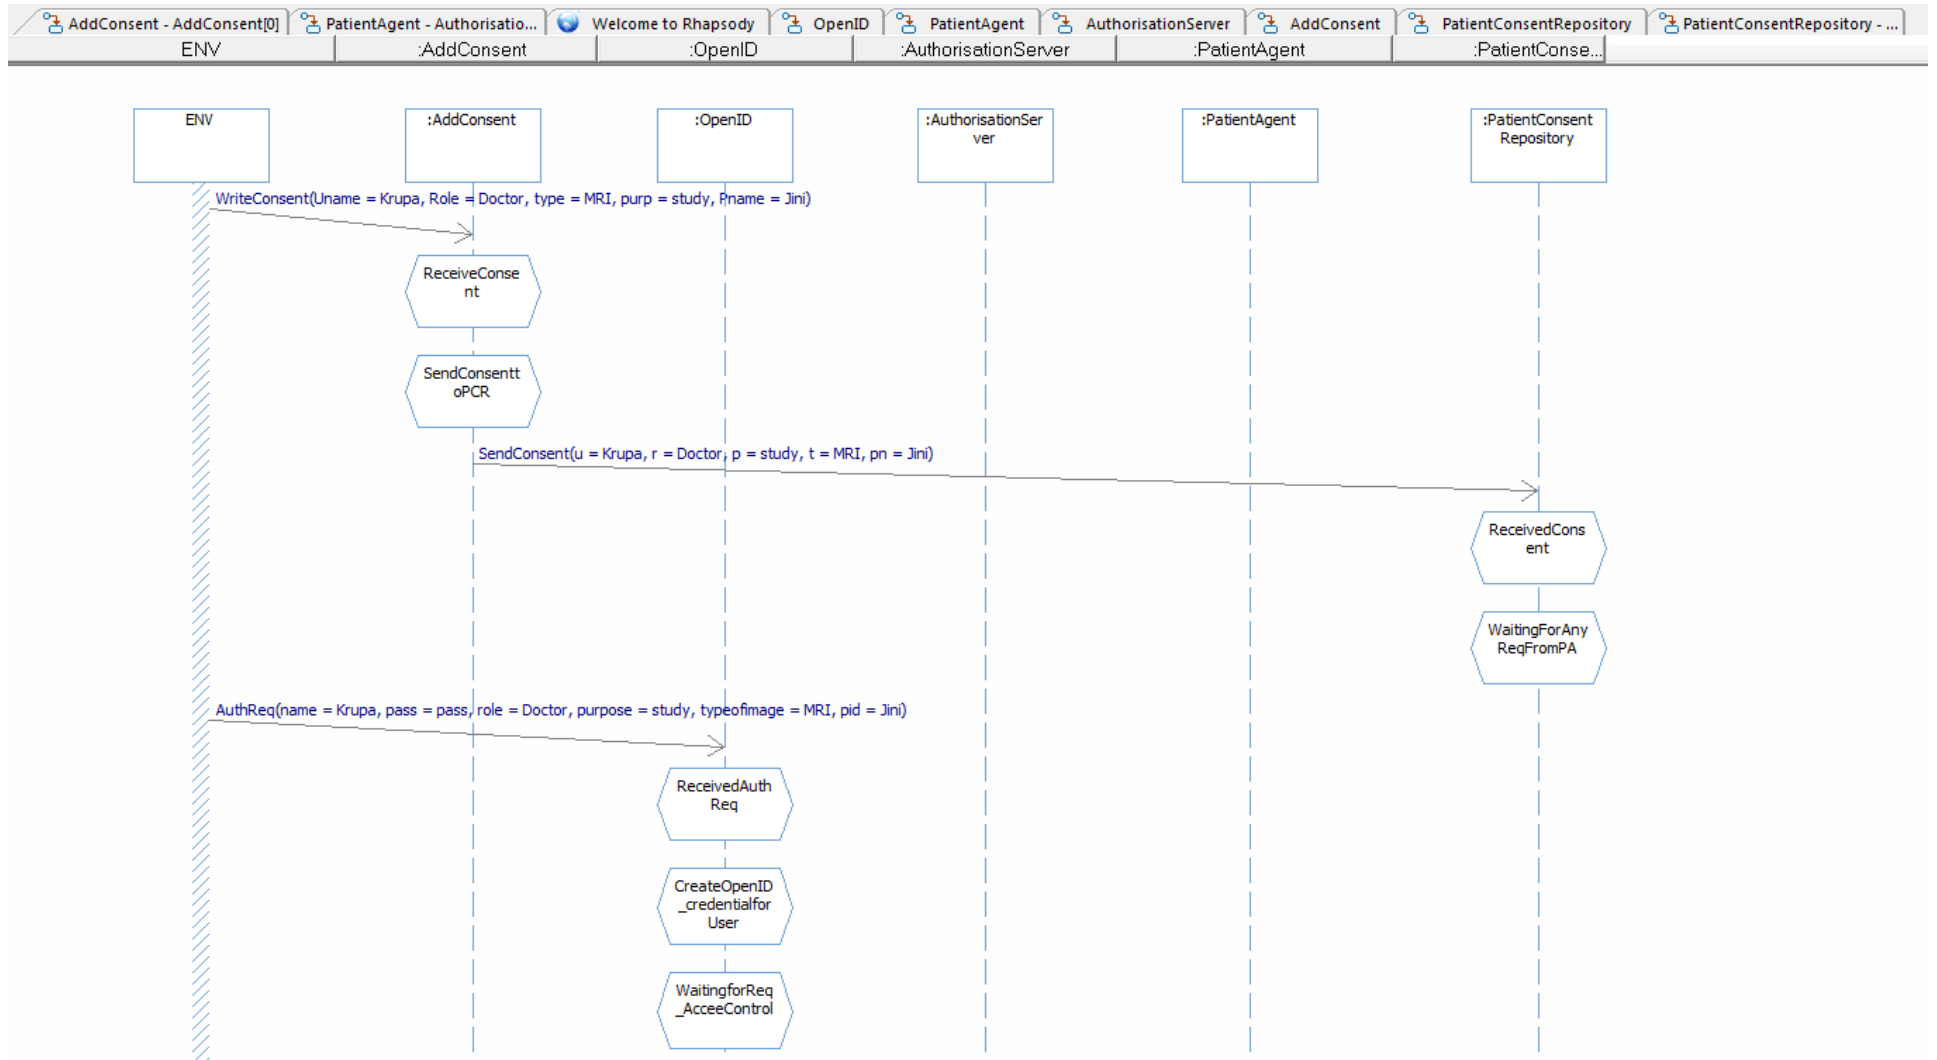 AddConsent - AddConsent[0]
PatientAgent - Authorisatio...
Welcome to Rhapsody
OpenID
PatientAgent
AuthorisationServer
AddConsent
PatientConsentRepository
PatientConsentRepository - ...
ENV
:AddConsent
:OpenID
:AuthorisationServer
:PatientAgent
:PatientConse...
ENV
:AddConsent
:OpenID
:AuthorisationSer
ver
:PatientAgent
:PatientConsent
Repository
WriteConsent(Uname = Krupa, Role = Doctor, type = MRI, purp = study, Pname = Jini)
ReceiveConse
nt
SendConsentt
oPCR
SendConsent(u = Krupa, r = Doctor, p = study, t = MRI, pn = Jini)
ReceivedCons
ent
WaitingForAny
ReqFromPA
AuthReq(name = Krupa, pass = pass, role = Doctor, purpose = study, typeofimage = MRI, pid = Jini)
ReceivedAuth
Req
CreateOpenID
_credentialfor
User
WaitingforReq
_AcceeControl